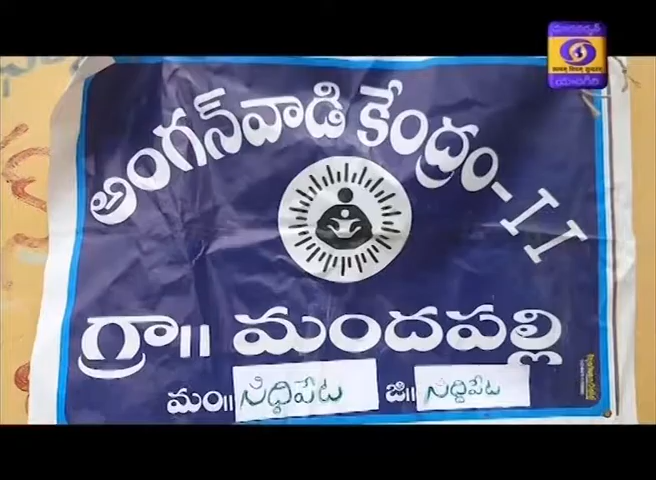 అంగన్‌వాడి కేంద్రం-II
గ్రా॥ మందపల్లి
మం॥ సిద్దిపేట జి॥ సిద్దిపేట